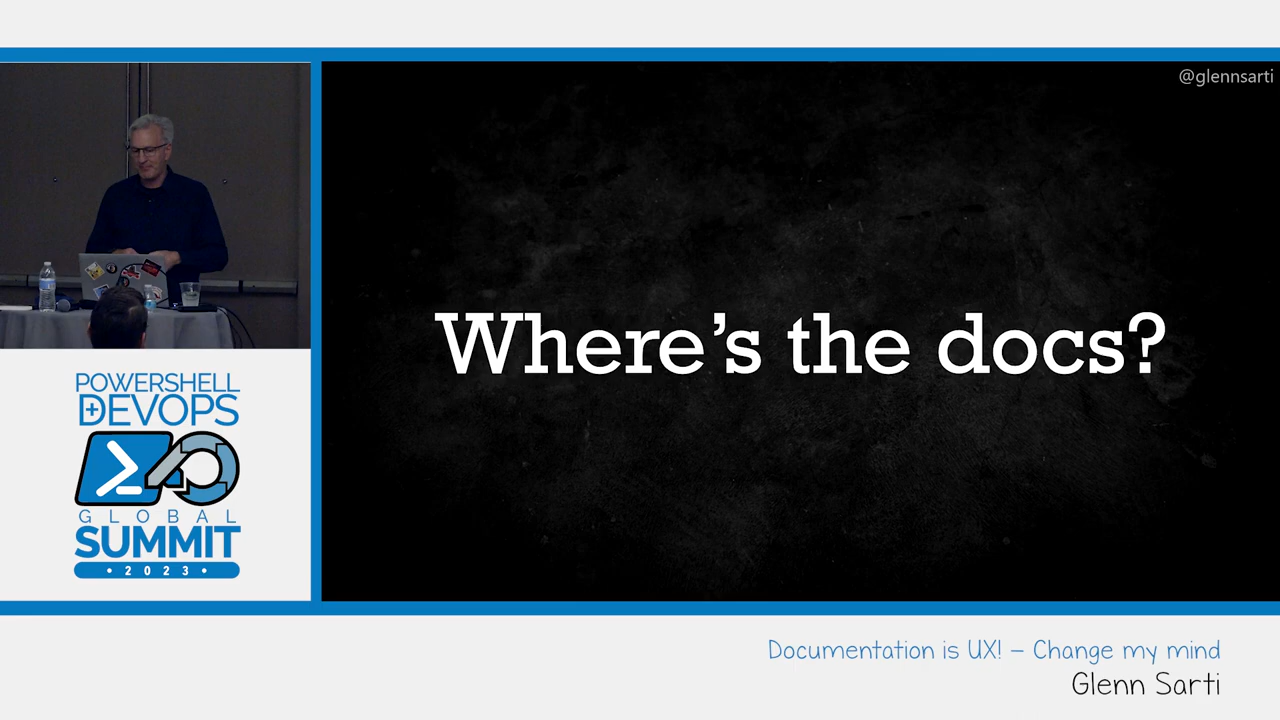 @glennsarti
Where's the docs?
POWERSHELL
+DEVOPS
GLOBAL
SUMMIT
• 2023 •
Documentation is UX! – Change my mind
Glenn Sarti